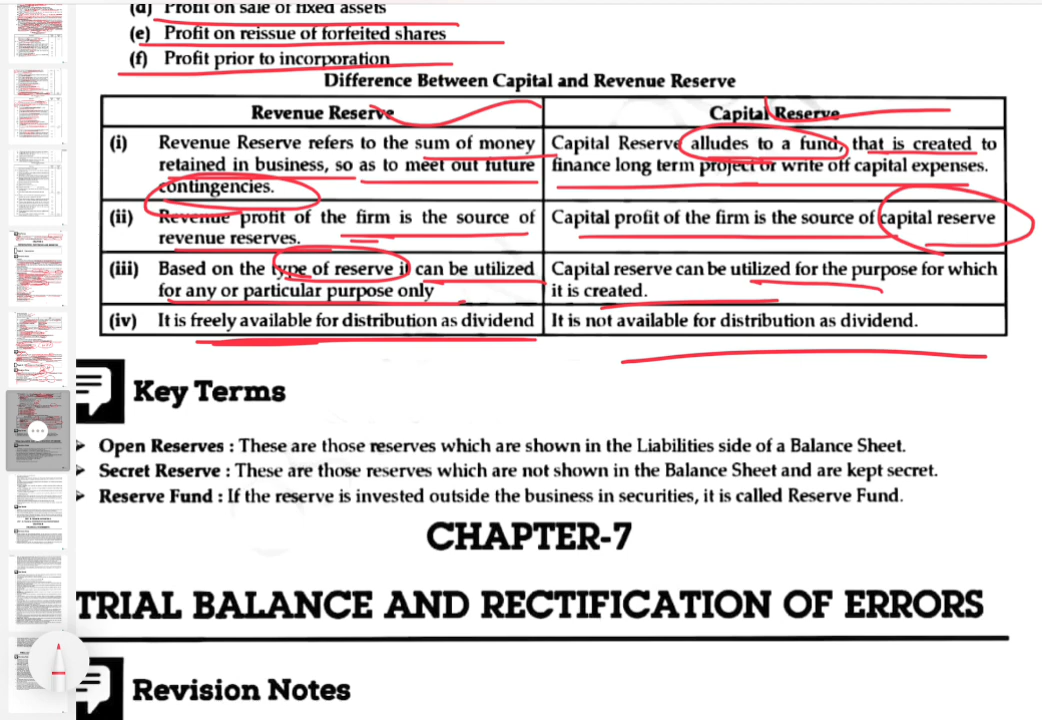 (d) Profit on sale of fixed assets
(e) Profit on reissue of forfeited shares
(f) Profit prior to incorporation
Difference Between Capital and Revenue Reserve
Revenue Reserve Capital Reserve
(i) Revenue Reserve refers to the sum of money Capital Reserve alludes to a fund, that is created to
retained in business, so as to meet out future finance long term project or write off capital expenses.
contingencies.
(ii) Revenue profit of the firm is the source of Capital profit of the firm is the source of capital reserve
revenue reserves.
(iii) Based on the type of reserve it can be utilized Capital reserve can be utilized for the purpose for which
for any or particular purpose only it is created.
(iv) It is freely available for distribution as dividend It is not available for distribution as dividend.
Key Terms
Open Reserves : These are those reserves which are shown in the Liabilities side of a Balance Sheet.
Secret Reserve : These are those reserves which are not shown in the Balance Sheet and are kept secret.
Reserve Fund : If the reserve is invested outside the business in securities, it is called Reserve Fund.
CHAPTER-7
TRIAL BALANCE AND RECTIFICATION OF ERRORS
Revision Notes